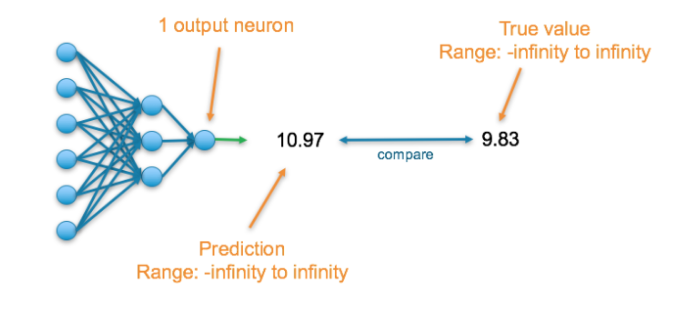 1 output neuron
True value
Range: -infinity to infinity
10.97
compare
9.83
Prediction
Range: -infinity to infinity